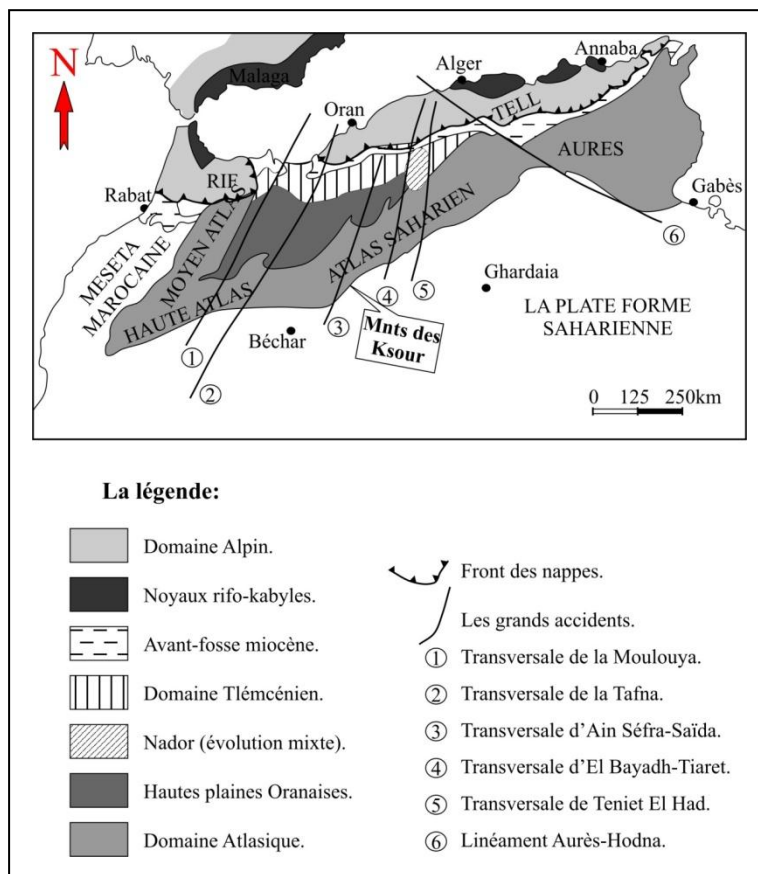 N
Malaga
Alger
Annaba
Oran
TELL
RIF
AURES
Rabat
Gabès
MOYEN ATLAS
ATLAS SAHARIEN
MESETA
MAROCAINE
HAUTE ATLAS
Ghardaia
LA PLATE FORME
SAHARIENNE
Mnts des
Ksour
Béchar
1
2
3
4
5
6
0 125 250km
La légende:
Domaine Alpin.
Noyaux rifo-kabyles.
Avant-fosse miocène.
Domaine Tlémcénien.
Nador (évolution mixte).
Hautes plaines Oranaises.
Domaine Atlasique.
Front des nappes.
Les grands accidents.
1 Transversale de la Moulouya.
2 Transversale de la Tafna.
3 Transversale d'Ain Séfra-Saïda.
4 Transversale d'El Bayadh-Tiaret.
5 Transversale de Teniet El Had.
6 Linéament Aurès-Hodna.